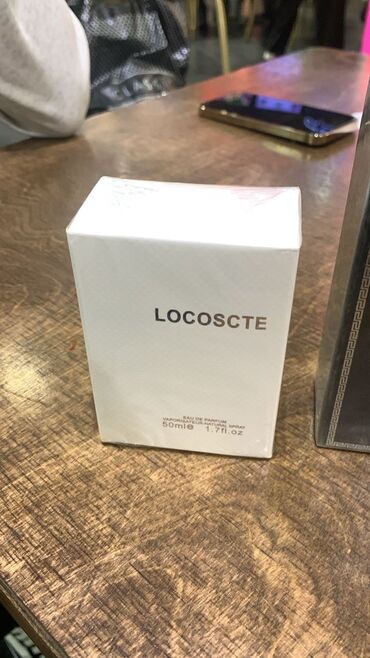 LOCOSCTE
EAU DE PARFUM
VAPORISATEUR NATURAL SPRAY
50ml℮ 1.7fl.oz